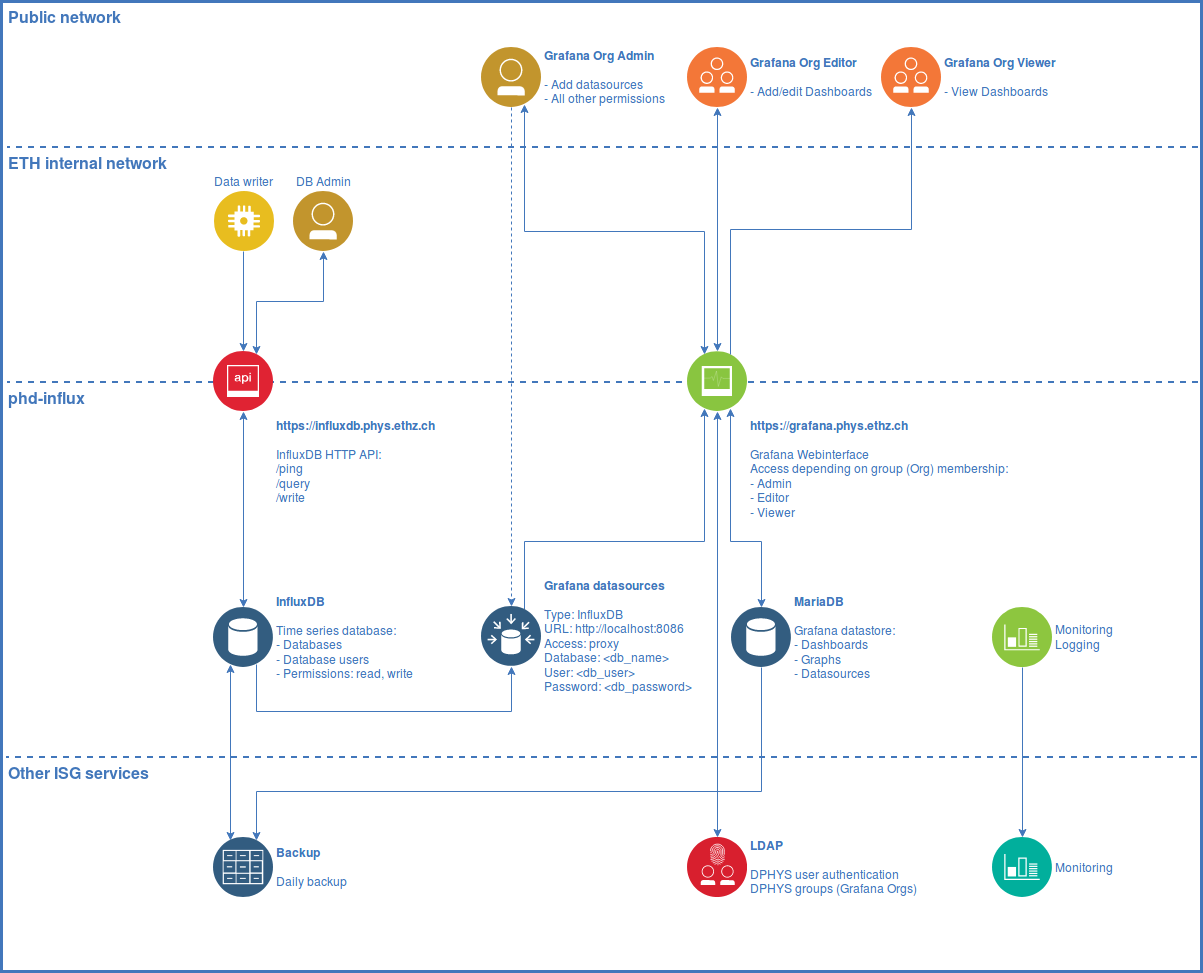 Public network
Grafana Org Admin
- Add datasources
- All other permissions
Grafana Org Editor
- Add/edit Dashboards
Grafana Org Viewer
- View Dashboards
ETH internal network
Data writer
DB Admin
api
phd-influx
https://influxdb.phys.ethz.ch
InfluxDB HTTP API:
/ping
/query
/write
https://grafana.phys.ethz.ch
Grafana Webinterface
Access depending on group (Org) membership:
- Admin
- Editor
- Viewer
InfluxDB
Time series database:
- Databases
- Database users
- Permissions: read, write
Grafana datasources
Type: InfluxDB
URL: http://localhost:8086
Access: proxy
Database: <db_name>
User: <db_user>
Password: <db_password>
MariaDB
Grafana datastore:
- Dashboards
- Graphs
- Datasources
Monitoring
Logging
Other ISG services
Backup
Daily backup
LDAP
DPHYS user authentication
DPHYS groups (Grafana Orgs)
Monitoring